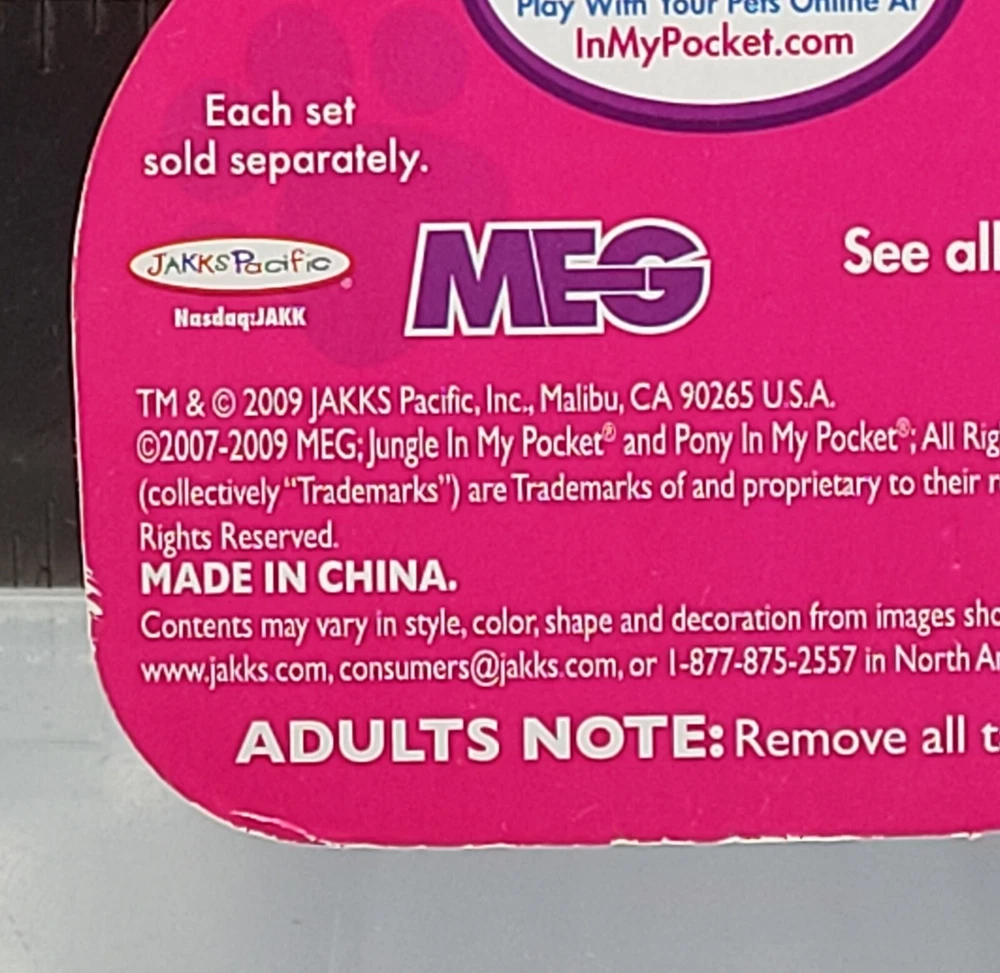 Play With Your Pets Online At
InMyPocket.com
Each set
sold separately.
JAKKS Pacific
Nasdaq:JAKK
MEG
See all
TM & © 2009 JAKKS Pacific, Inc., Malibu, CA 90265 U.S.A.
©2007-2009 MEG; Jungle In My Pocket® and Pony In My Pocket®; All Rig
(collectively “Trademarks”) are Trademarks of and proprietary to their r
Rights Reserved.
MADE IN CHINA.
Contents may vary in style, color, shape and decoration from images sho
www.jakks.com, consumers@jakks.com, or 1-877-875-2557 in North A
ADULTS NOTE: Remove all t